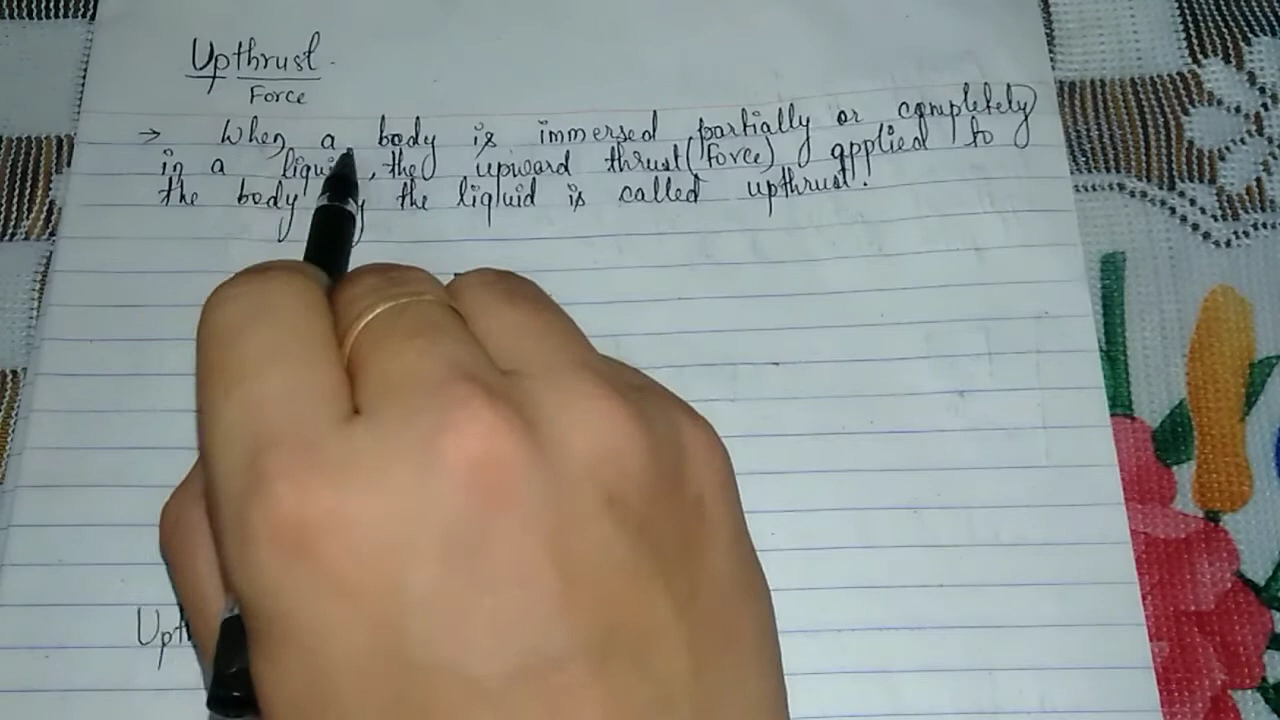 Upthrust.
Force
→ When a body is immersed partially or completely
in a liquid, the upward thrust (Force) applied to
the body by the liquid is called upthrust.